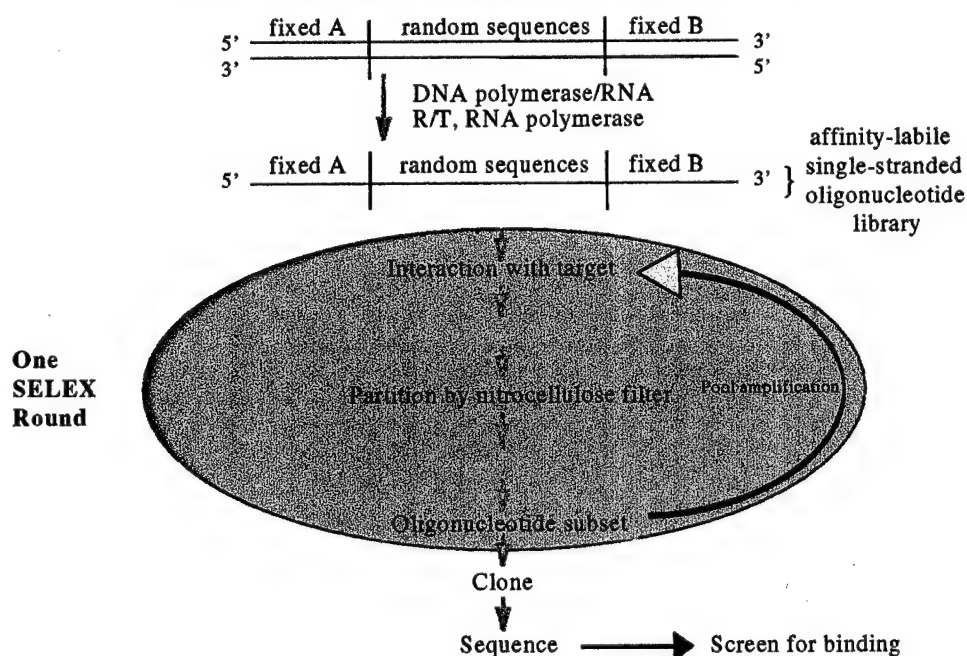 fixed A random sequences fixed B
5’ 3’
3’ 5’
DNA polymerase/RNA
R/T, RNA polymerase
fixed A random sequences fixed B
5’ 3’ }
affinity-labile
single-stranded
oligonucleotide
library
Interaction with target
One
SELEX
Round
Partition by nitrocellulose filter
Pool amplification
Oligonucleotide subset
Clone
Sequence Screen for binding